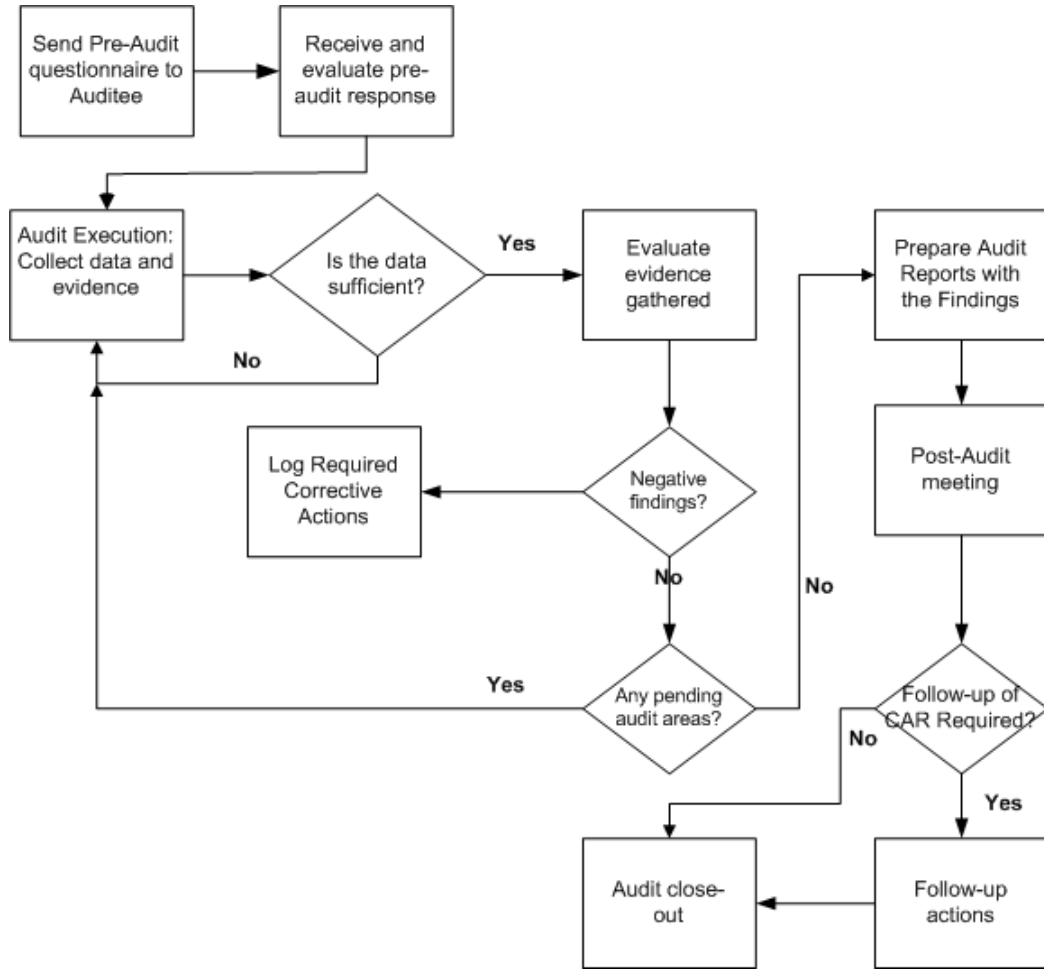 Send Pre-Audit
questionnaire to
Auditee
Receive and
evaluate pre-
audit response
Audit Execution:
Collect data and
evidence
Is the data
sufficient?
Yes
Evaluate
evidence
gathered
Prepare Audit
Reports with
the Findings
No
Log Required
Corrective
Actions
Negative
findings?
Post-Audit
meeting
No
No
Yes
Any pending
audit areas?
Follow-up of
CAR Required?
No
Yes
Audit close-
out
Follow-up
actions